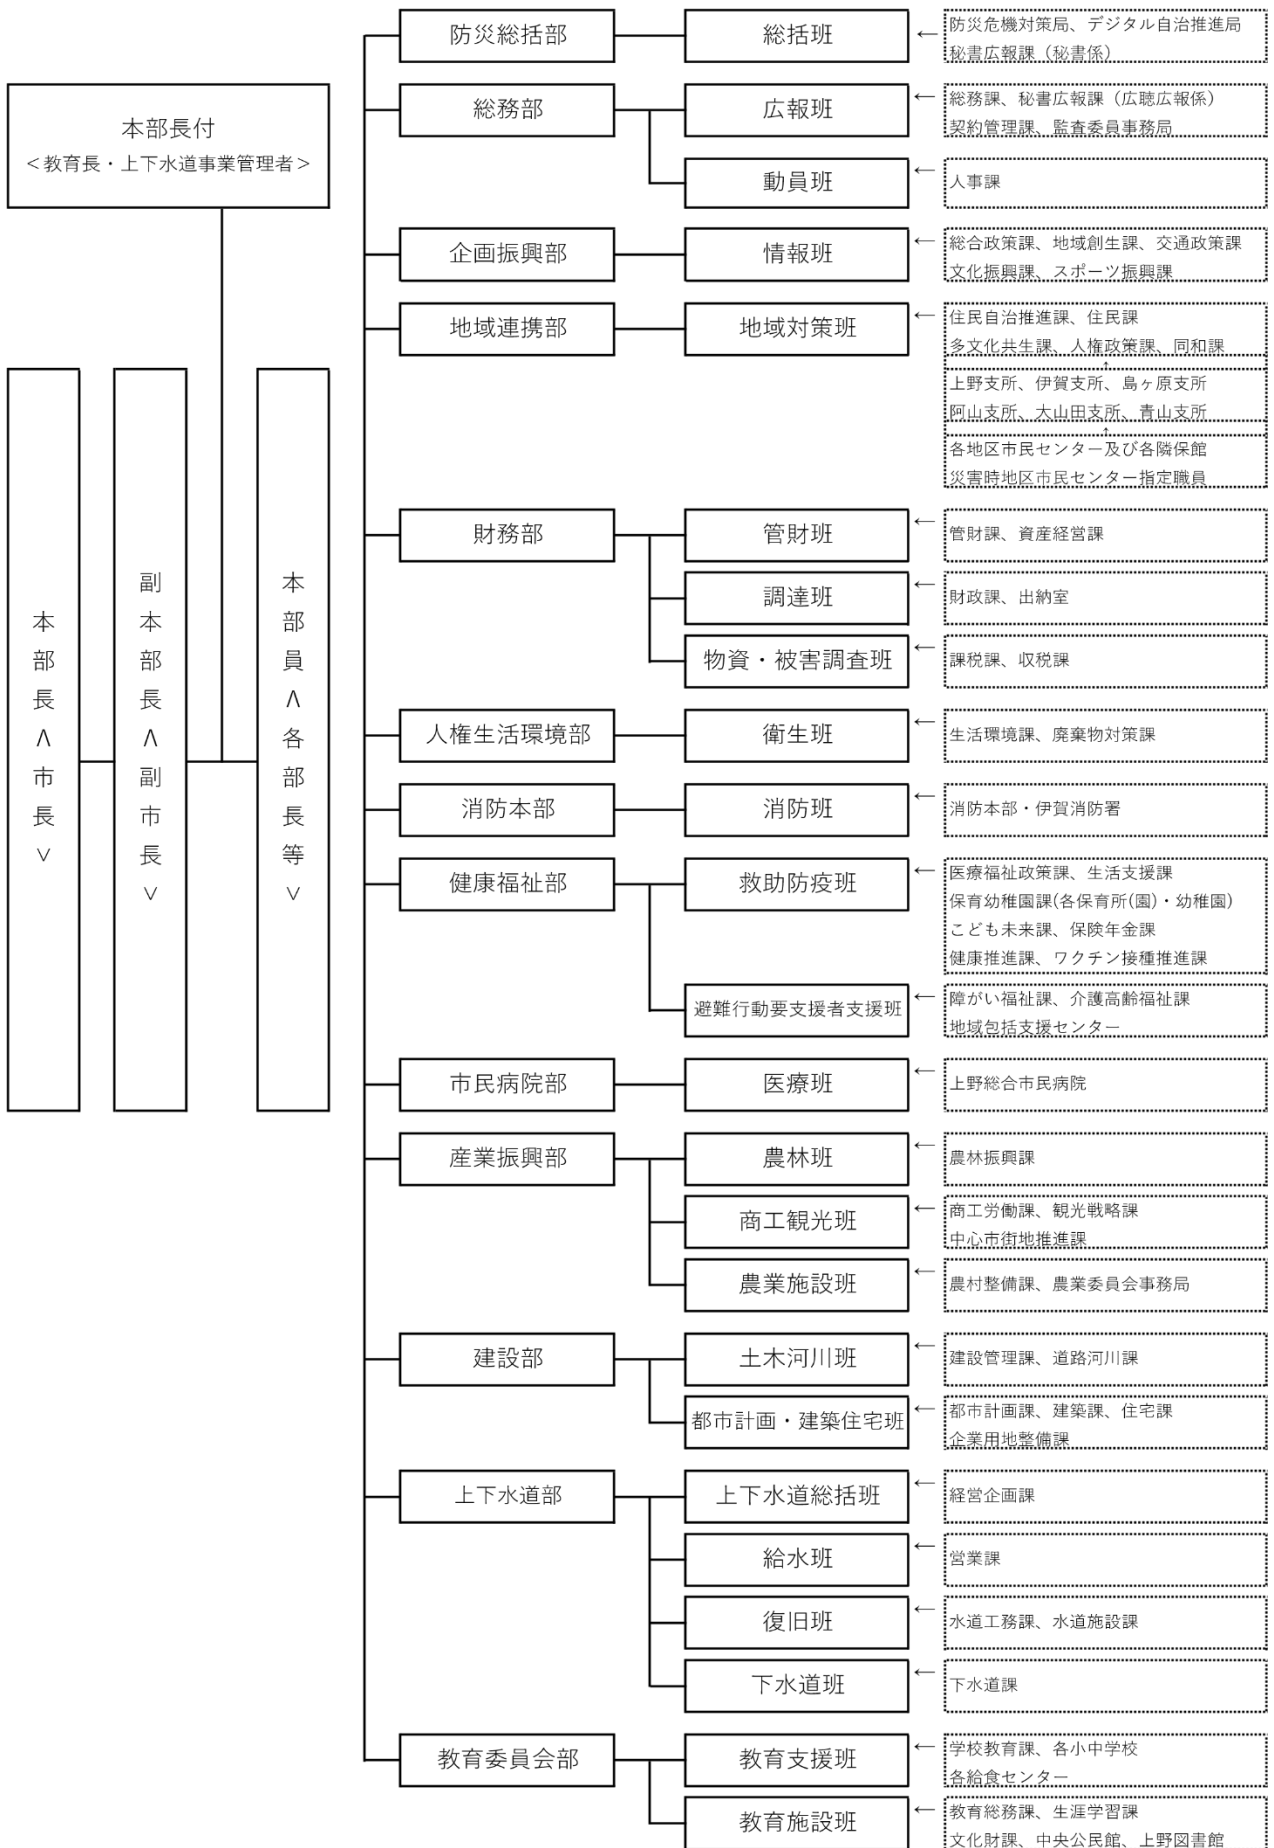 本部長付
＜教育長・上下水道事業管理者＞
本部長＜市長＞
副本部長＜副市長＞
本部員＜各部長等＞
防災総括部
総括班
←
防災危機対策局、デジタル自治推進局
秘書広報課（秘書係）
総務部
広報班
←
総務課、秘書広報課（広聴広報係）
契約管理課、監査委員事務局
動員班
←
人事課
企画振興部
情報班
←
総合政策課、地域創生課、交通政策課
文化振興課、スポーツ振興課
地域連携部
地域対策班
←
住民自治推進課、住民課
多文化共生課、人権政策課、同和課
↑
上野支所、伊賀支所、島ヶ原支所
阿山支所、大山田支所、青山支所
↑
各地区市民センター及び各隣保館
災害時地区市民センター指定職員
財務部
管財班
←
管財課、資産経営課
調達班
←
財政課、出納室
物資・被害調査班
←
課税課、収税課
人権生活環境部
衛生班
←
生活環境課、廃棄物対策課
消防本部
消防班
←
消防本部・伊賀消防署
健康福祉部
救助防疫班
←
医療福祉政策課、生活支援課
保育幼稚園課(各保育所(園)・幼稚園)
こども未来課、保険年金課
健康推進課、ワクチン接種推進課
避難行動要支援者支援班
←
障がい福祉課、介護高齢福祉課
地域包括支援センター
市民病院部
医療班
←
上野総合市民病院
産業振興部
農林班
←
農林振興課
商工観光班
←
商工労働課、観光戦略課
中心市街地推進課
農業施設班
←
農村整備課、農業委員会事務局
建設部
土木河川班
←
建設管理課、道路河川課
都市計画・建築住宅班
←
都市計画課、建築課、住宅課
企業用地整備課
上下水道部
上下水道総括班
←
経営企画課
給水班
←
営業課
復旧班
←
水道工務課、水道施設課
下水道班
←
下水道課
教育委員会部
教育支援班
←
学校教育課、各小中学校
各給食センター
教育施設班
←
教育総務課、生涯学習課
文化財課、中央公民館、上野図書館